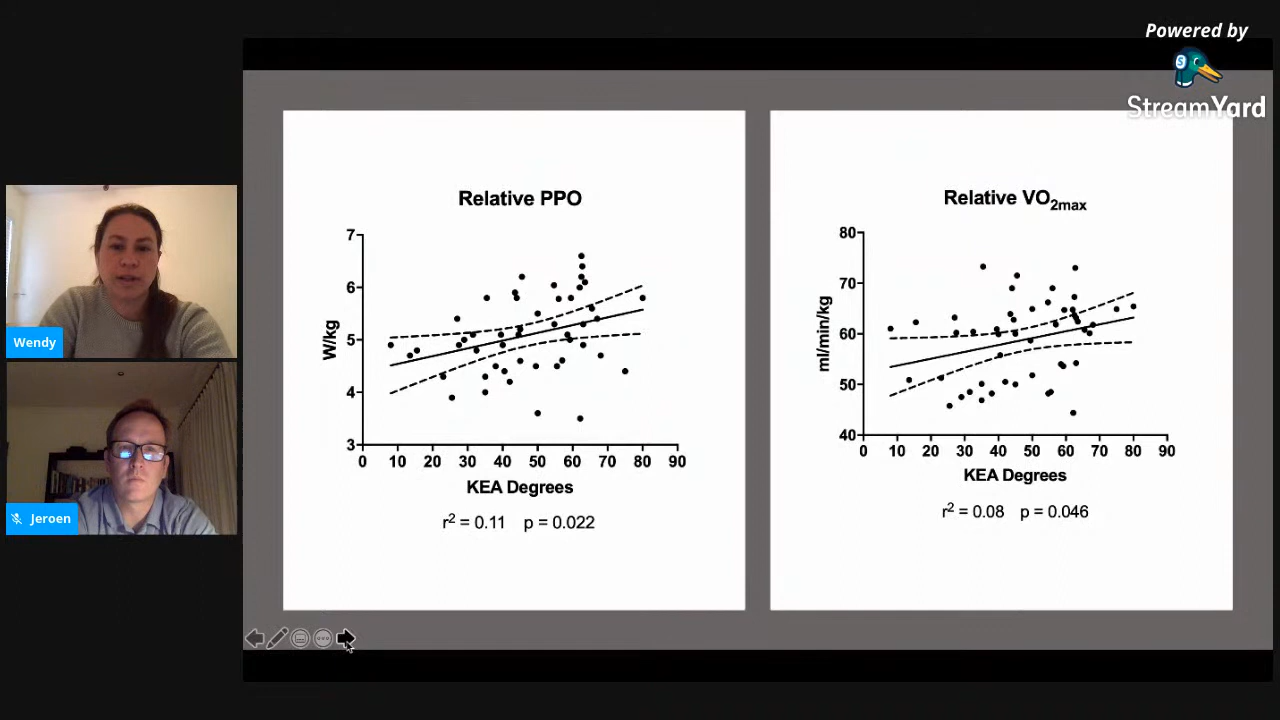 Powered by
StreamYard
Wendy
Jeroen
Relative PPO
7
6
5
4
3
W/kg
0 10 20 30 40 50 60 70 80 90
KEA Degrees
r² = 0.11 p = 0.022
Relative VO₂max
80
70
60
50
40
ml/min/kg
0 10 20 30 40 50 60 70 80 90
KEA Degrees
r² = 0.08 p = 0.046